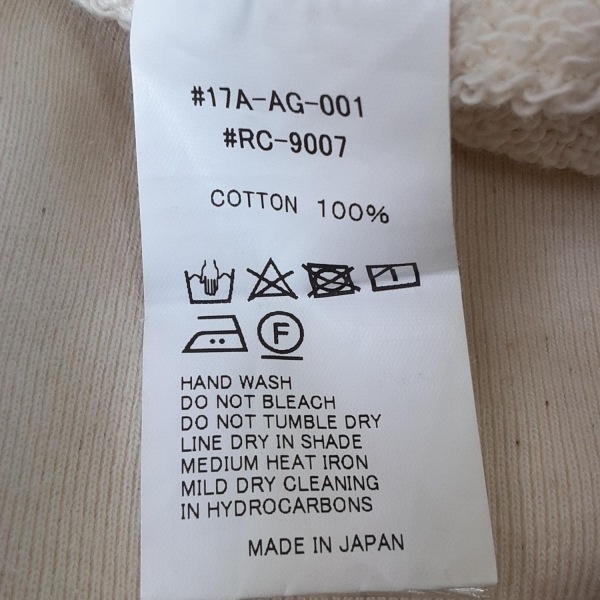 #17A-AG-001
#RC-9007
COTTON 100%
F
HAND WASH
DO NOT BLEACH
DO NOT TUMBLE DRY
LINE DRY IN SHADE
MEDIUM HEAT IRON
MILD DRY CLEANING
IN HYDROCARBONS
MADE IN JAPAN